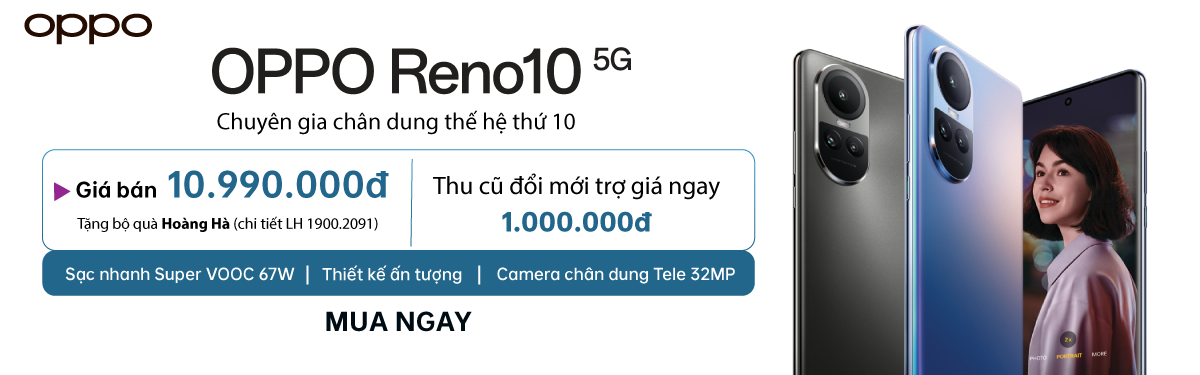 oppo
OPPO Reno10 5G
Chuyên gia chân dung thế hệ thứ 10
Giá bán 10.990.000đ
Tặng bộ quà Hoàng Hà (chi tiết LH 1900.2091)
Thu cũ đổi mới trợ giá ngay
1.000.000đ
Sạc nhanh Super VOOC 67W | Thiết kế ấn tượng | Camera chân dung Tele 32MP
MUA NGAY
2x
PHOTO PORTRAIT MORE